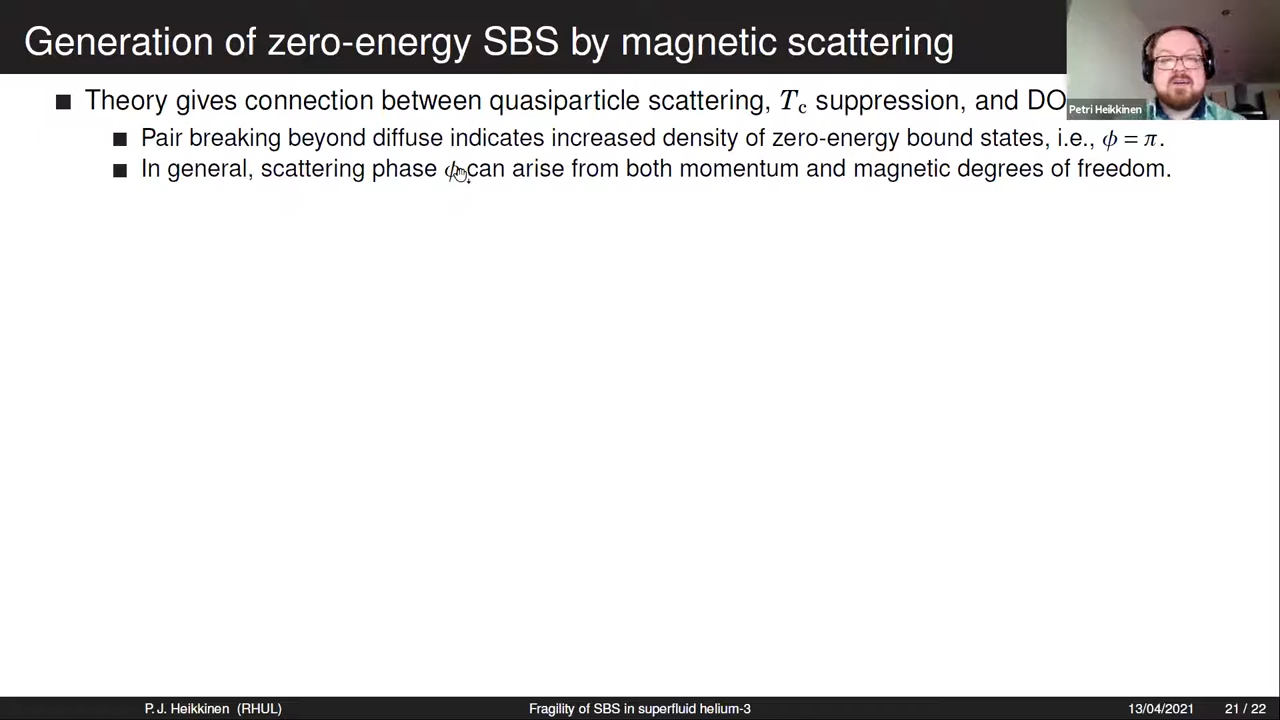 Generation of zero-energy SBS by magnetic scattering
Petri Heikkinen
Theory gives connection between quasiparticle scattering, Tc suppression, and DO
Pair breaking beyond diffuse indicates increased density of zero-energy bound states, i.e., ϕ = π.
In general, scattering phase ϕ can arise from both momentum and magnetic degrees of freedom.
P. J. Heikkinen (RHUL) Fragility of SBS in superfluid helium-3 13/04/2021 21 / 22